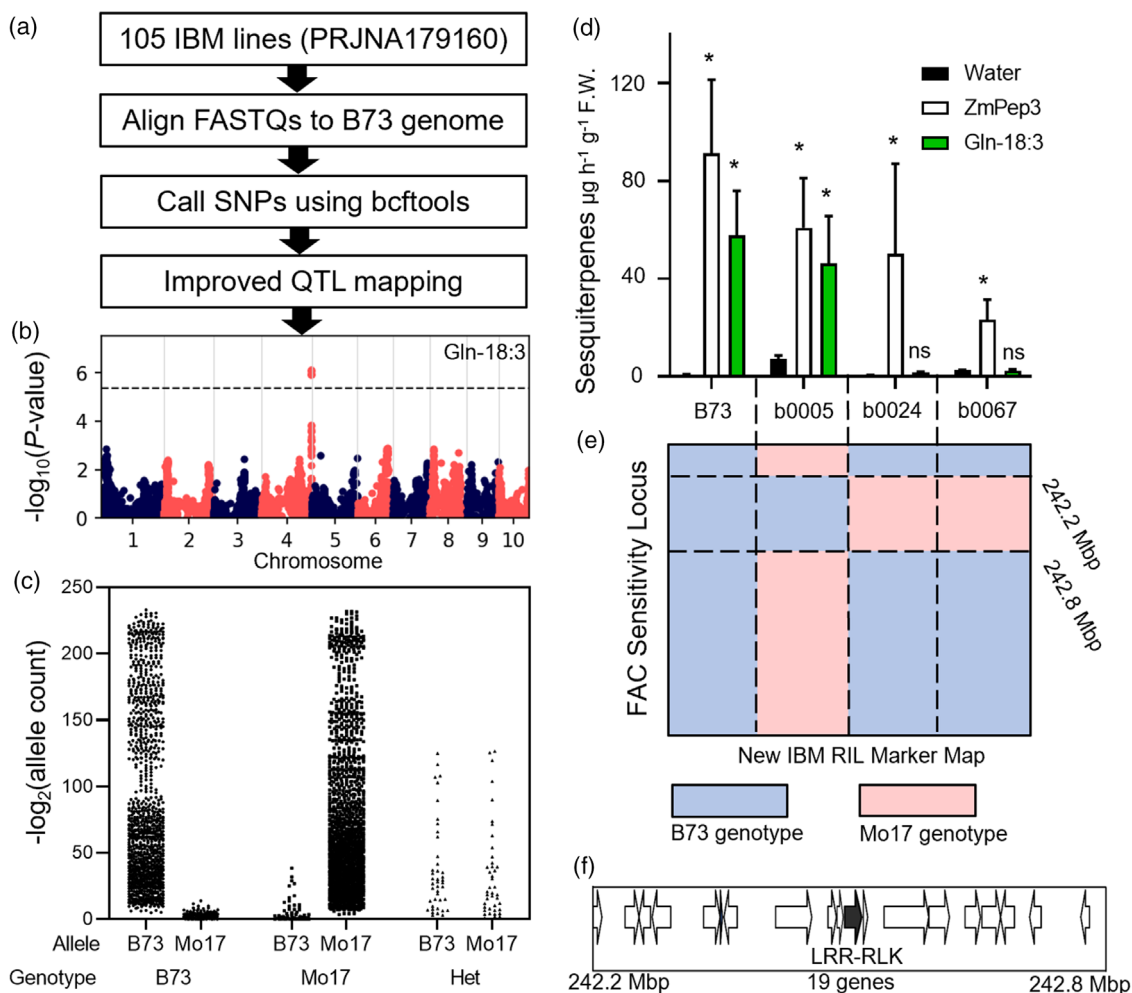 (a)
105 IBM lines (PRJNA179160)
Align FASTQs to B73 genome
Call SNPs using bcftools
Improved QTL mapping
(b)
Gln-18:3
-log10(P-value)
6
4
2
0
1 2 3 4 5 6 7 8 9 10
Chromosome
(c)
-log2(allele count)
250
200
150
100
50
0
Allele B73 Mo17 B73 Mo17 B73 Mo17
Genotype B73 Mo17 Het
(d)
Sesquiterpenes µg h⁻¹ g⁻¹ F.W.
120
80
40
0
Water
ZmPep3
Gln-18:3
* * * * * ns * ns
B73 b0005 b0024 b0067
(e)
FAC Sensitivity Locus
242.2 Mbp
242.8 Mbp
New IBM RIL Marker Map
B73 genotype
Mo17 genotype
(f)
LRR-RLK
242.2 Mbp 19 genes 242.8 Mbp